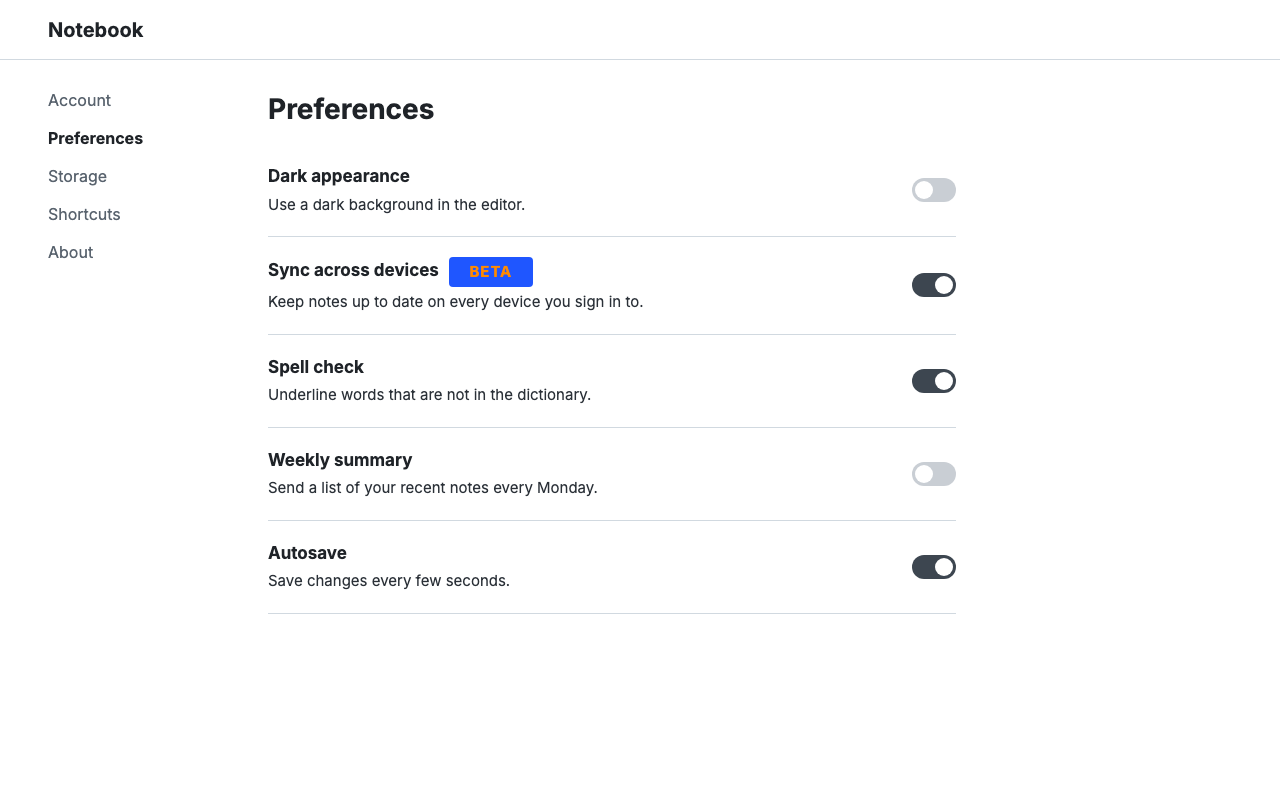 Notebook
Account
Preferences
Storage
Shortcuts
About
Preferences
Dark appearance
Use a dark background in the editor.
Sync across devices BETA
Keep notes up to date on every device you sign in to.
Spell check
Underline words that are not in the dictionary.
Weekly summary
Send a list of your recent notes every Monday.
Autosave
Save changes every few seconds.